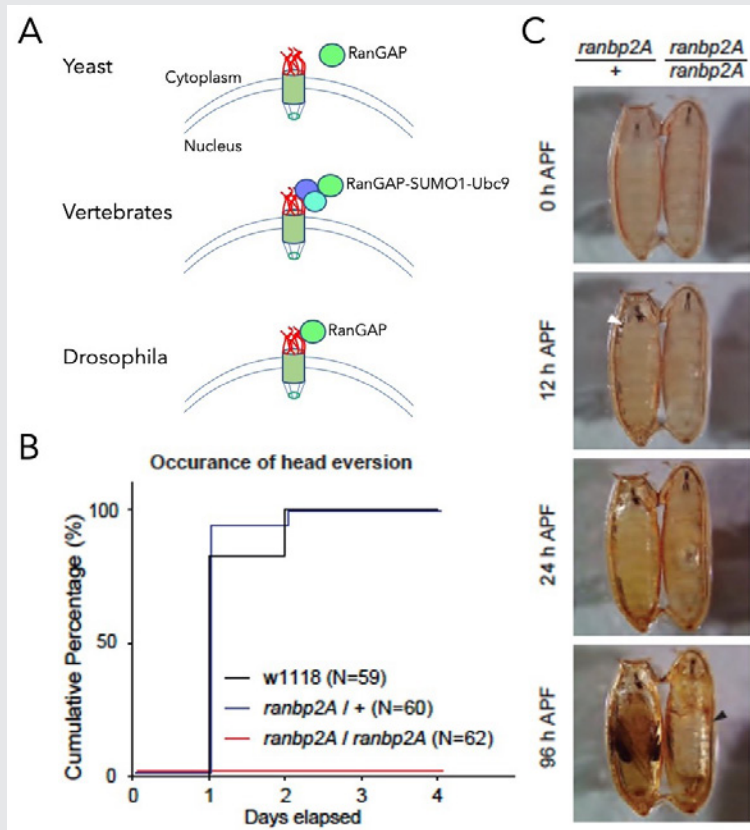 A
Yeast
RanGAP
Cytoplasm
Nucleus
Vertebrates
RanGAP-SUMO1-Ubc9
Drosophila
RanGAP
B
Occurance of head eversion
Cumulative Percentage (%)
100
50
0
w1118 (N=59)
ranbp2A / + (N=60)
ranbp2A / ranbp2A (N=62)
0 1 2 3 4
Days elapsed
C
ranbp2A ranbp2A
+ ranbp2A
0 h APF
12 h APF
24 h APF
96 h APF